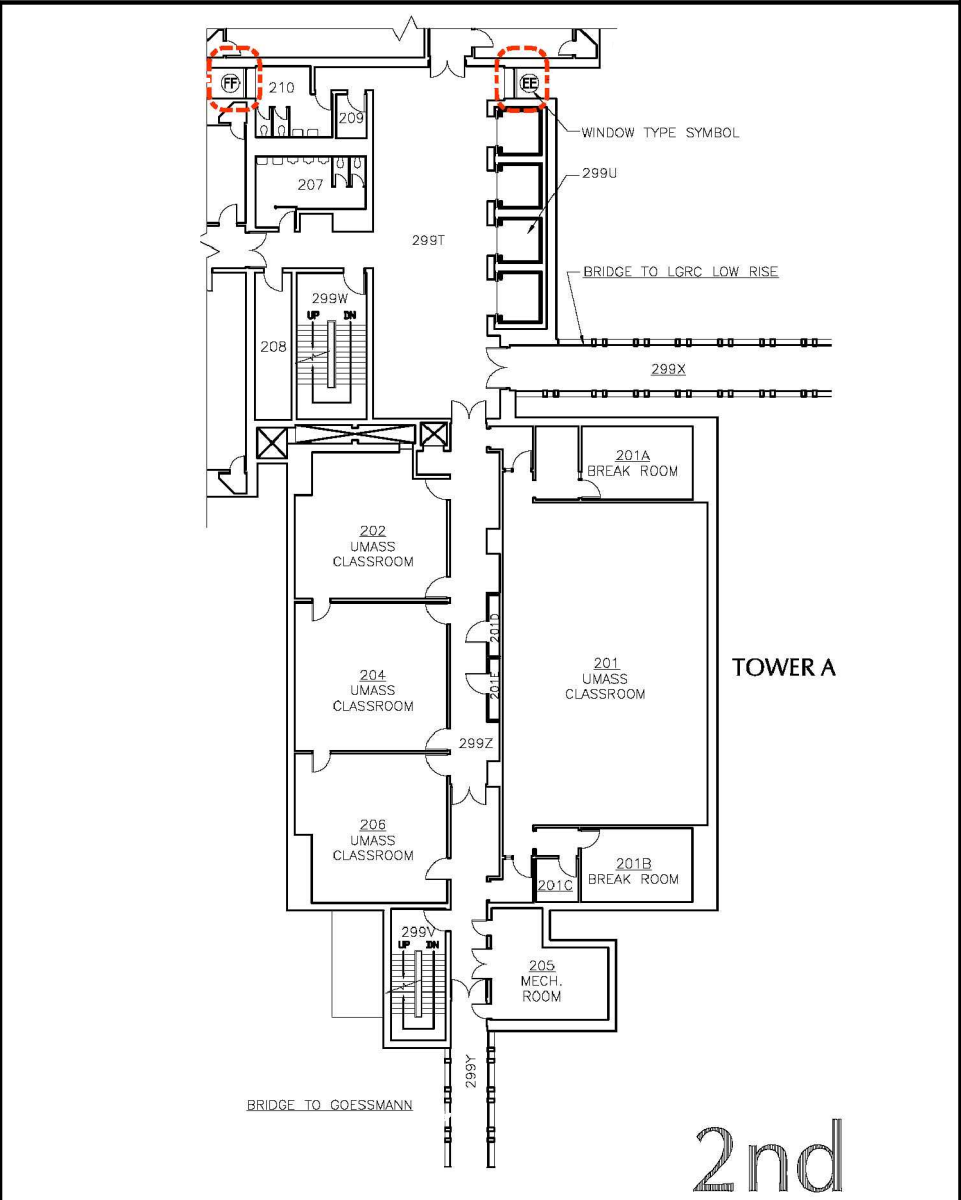 FF
210
EE
209
WINDOW TYPE SYMBOL
299U
207
299T
BRIDGE TO LGRC LOW RISE
299W
UP DN
208
299X
201A
BREAK ROOM
202
UMASS
CLASSROOM
201D
201
UMASS
CLASSROOM
TOWER A
204
UMASS
CLASSROOM
201E
299Z
206
UMASS
CLASSROOM
201B
BREAK ROOM
201C
299V
UP DN
205
MECH.
ROOM
299Y
BRIDGE TO GOESSMANN
2nd